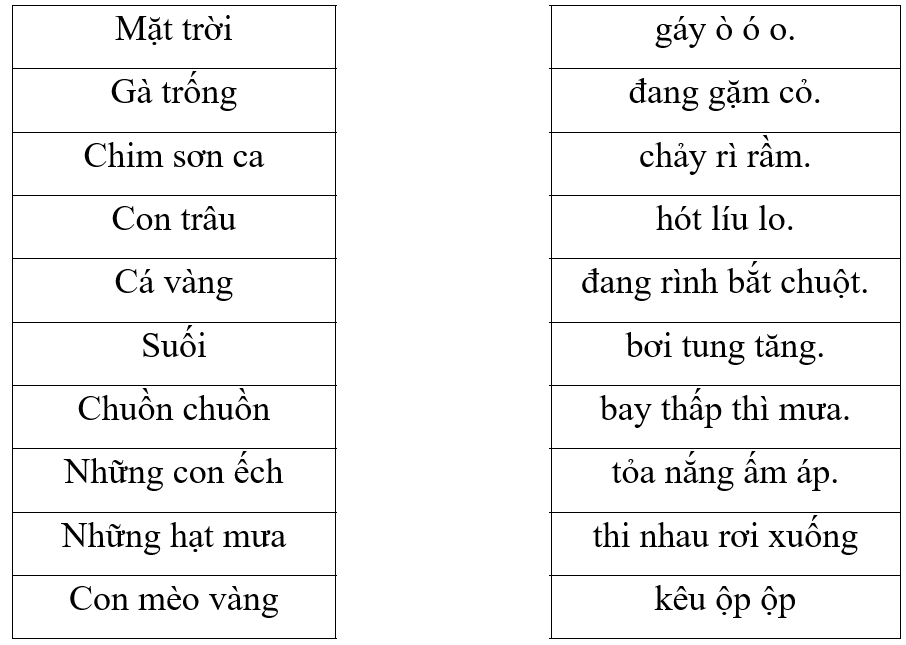 Mặt trời
gáy ò ó o.
Gà trống
đang gặm cỏ.
Chim sơn ca
chảy rì rầm.
Con trâu
hót líu lo.
Cá vàng
đang rình bắt chuột.
Suối
bơi tung tăng.
Chuồn chuồn
bay thấp thì mưa.
Những con ếch
tỏa nắng ấm áp.
Những hạt mưa
thi nhau rơi xuống
Con mèo vàng
kêu ộp ộp